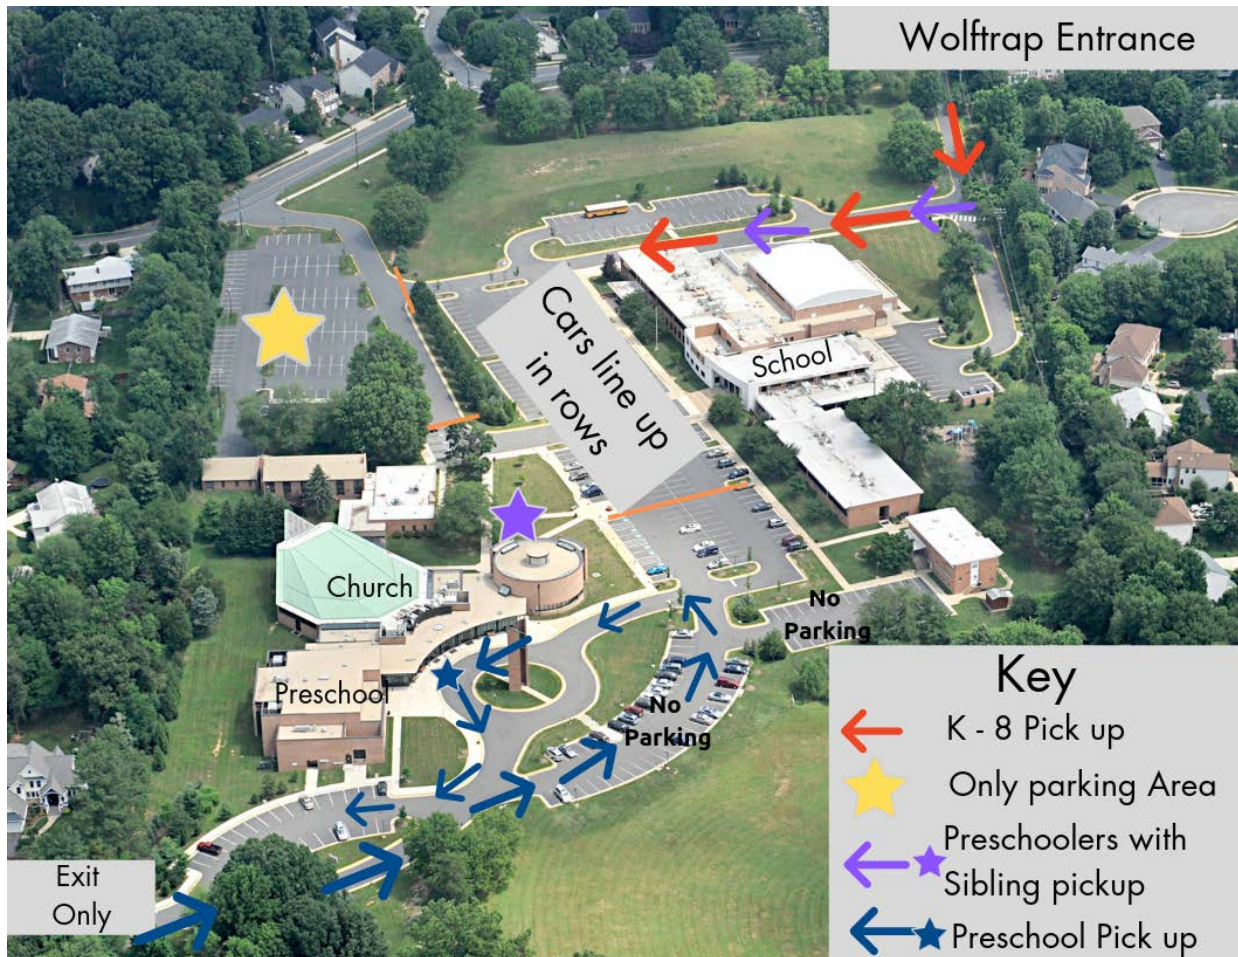 Wolftrap Entrance
Cars line up
in rows
School
Church
No
Parking
Preschool
No
Parking
Exit
Only
Key
K - 8 Pick up
Only parking Area
Preschoolers with
Sibling pickup
Preschool Pick up